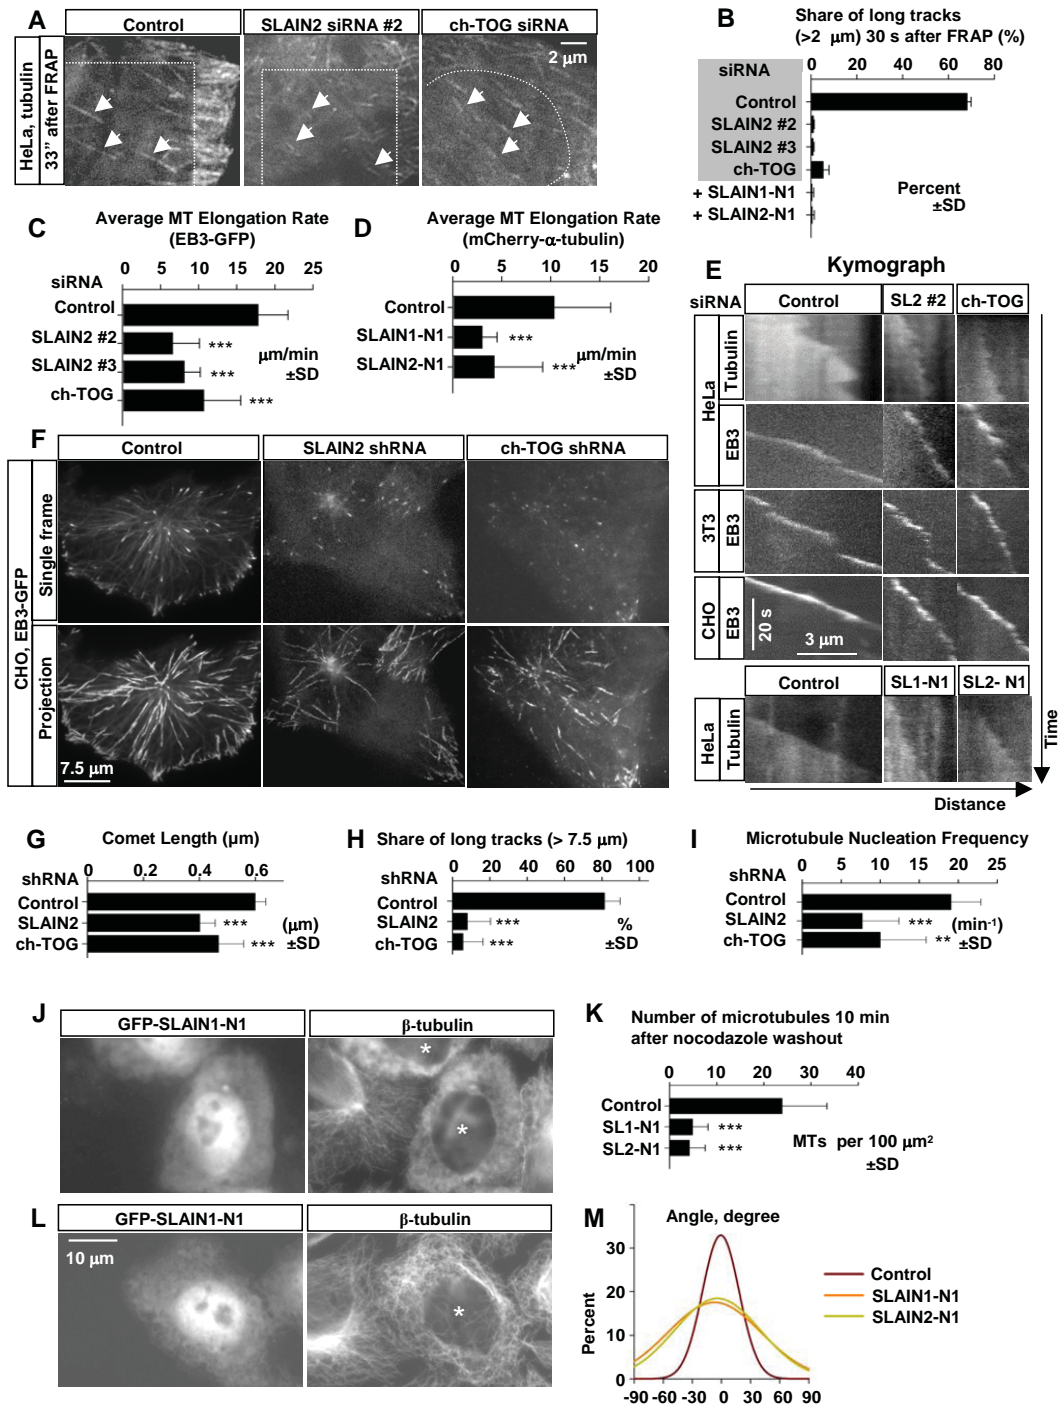 A
Control
SLAIN2 siRNA #2
ch-TOG siRNA
HeLa, tubulin
33” after FRAP
2 µm
B
Share of long tracks
(>2 µm) 30 s after FRAP (%)
siRNA
0 20 40 60 80
Control
SLAIN2 #2
SLAIN2 #3
ch-TOG
+ SLAIN1-N1
+ SLAIN2-N1
Percent
±SD
C
Average MT Elongation Rate
(EB3-GFP)
0 5 10 15 20 25
siRNA
Control
SLAIN2 #2
***
SLAIN2 #3
***
ch-TOG
***
µm/min
±SD
D
Average MT Elongation Rate
(mCherry-α-tubulin)
0 5 10 15 20
Control
SLAIN1-N1
***
SLAIN2-N1
***
µm/min
±SD
E
Kymograph
siRNA
Control
SL2 #2
ch-TOG
HeLa
Tubulin
EB3
3T3
EB3
CHO
EB3
20 s
3 µm
Control
SL1-N1
SL2- N1
HeLa
Tubulin
Time
Distance
F
Control
SLAIN2 shRNA
ch-TOG shRNA
CHO, EB3-GFP
Single frame
Projection
7.5 µm
G
Comet Length (µm)
0 0.2 0.4 0.6
shRNA
Control
SLAIN2
***
ch-TOG
***
(µm)
±SD
H
Share of long tracks (> 7.5 µm)
0 20 40 60 80 100
shRNA
Control
SLAIN2
***
ch-TOG
***
%
±SD
I
Microtubule Nucleation Frequency
0 5 10 15 20 25
shRNA
Control
SLAIN2
***
ch-TOG
**
(min⁻¹)
±SD
J
GFP-SLAIN1-N1
β-tubulin
*
*
K
Number of microtubules 10 min
after nocodazole washout
0 10 20 30 40
Control
SL1-N1
***
SL2-N1
***
MTs per 100 µm²
±SD
L
GFP-SLAIN1-N1
β-tubulin
10 µm
*
M
Angle, degree
Percent
30
20
10
0
-90 -60 -30 0 30 60 90
Control
SLAIN1-N1
SLAIN2-N1